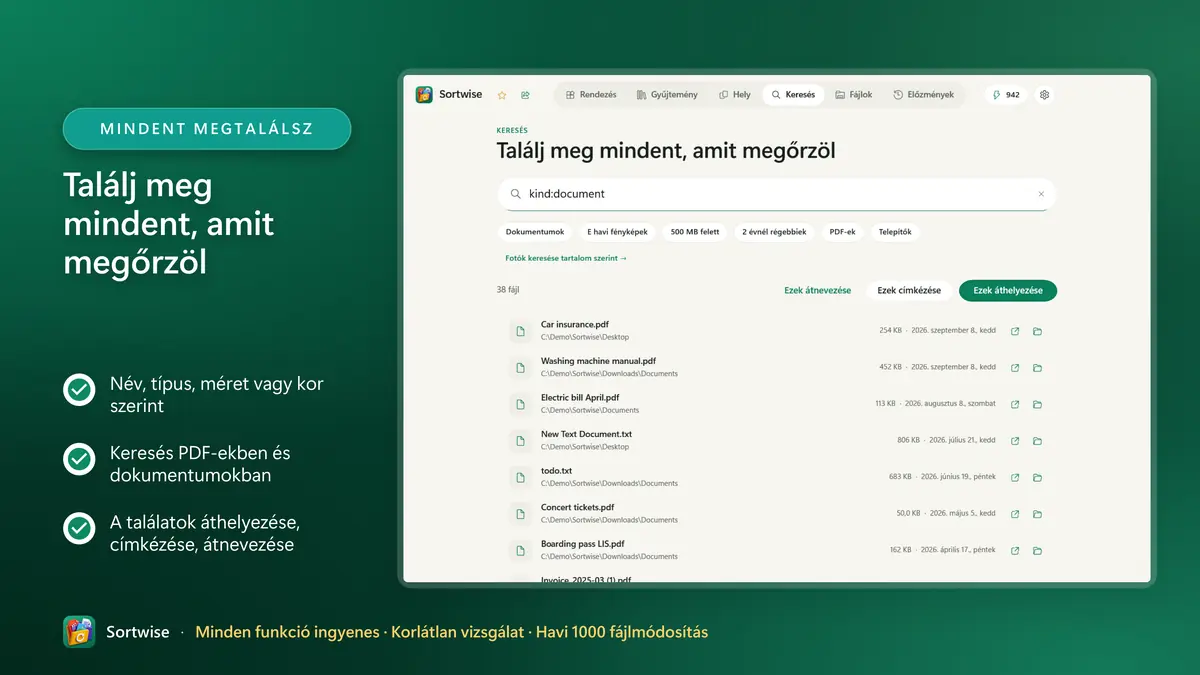 MINDENT MEGTALÁLSZ
Találj meg
mindent, amit
megőrzöl
Név, típus, méret vagy kor
szerint
Keresés PDF-ekben és
dokumentumokban
A találatok áthelyezése,
címkézése, átnevezése
Sortwise
Rendezés
Gyűjtemény
Hely
Keresés
Fájlok
Előzmények
942
KERESÉS
Találj meg mindent, amit megőrzöl
kind:document
Dokumentumok
E havi fényképek
500 MB felett
2 évnél régebbiek
PDF-ek
Telepítők
Fotók keresése tartalom szerint →
38 fájl
Ezek átnevezése
Ezek címkézése
Ezek áthelyezése
Car insurance.pdf
C:\Demo\Sortwise\Desktop
254 KB · 2026. szeptember 8., kedd
Washing machine manual.pdf
C:\Demo\Sortwise\Downloads\Documents
452 KB · 2026. szeptember 8., kedd
Electric bill April.pdf
C:\Demo\Sortwise\Documents
113 KB · 2026. augusztus 8., szombat
New Text Document.txt
C:\Demo\Sortwise\Desktop
806 KB · 2026. július 21., kedd
todo.txt
C:\Demo\Sortwise\Downloads\Documents
683 KB · 2026. június 19., péntek
Concert tickets.pdf
C:\Demo\Sortwise\Downloads\Documents
50,0 KB · 2026. május 5., kedd
Boarding pass LIS.pdf
C:\Demo\Sortwise\Downloads\Documents
162 KB · 2026. április 17., péntek
Invoice_2025-03 (1).pdf
Sortwise · Minden funkció ingyenes · Korlátlan vizsgálat · Havi 1000 fájlmódosítás